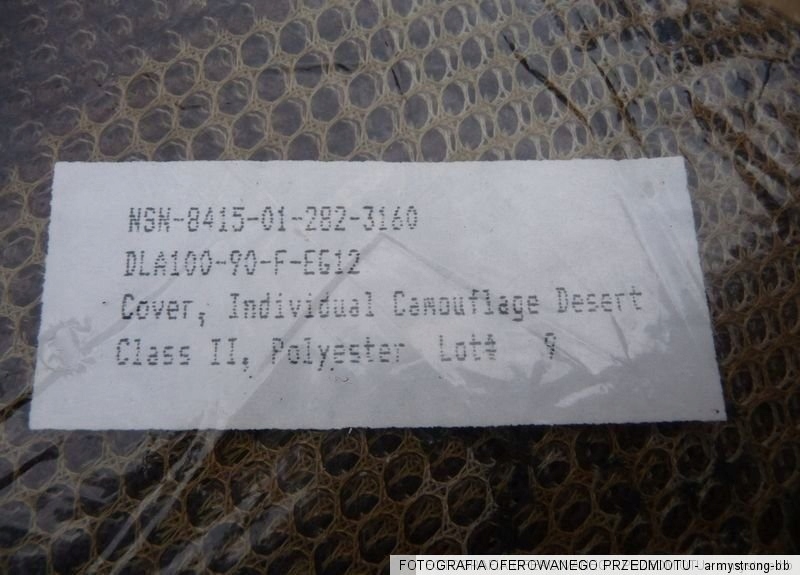 NSN-8415-01-282-3160
DLA100-90-F-EG12
Cover, Individual Camouflage Desert
Class II, Polyester Lot# 9
FOTOGRAFIA OFEROWANEGO PRZEDMIOTU - armystrong-bb